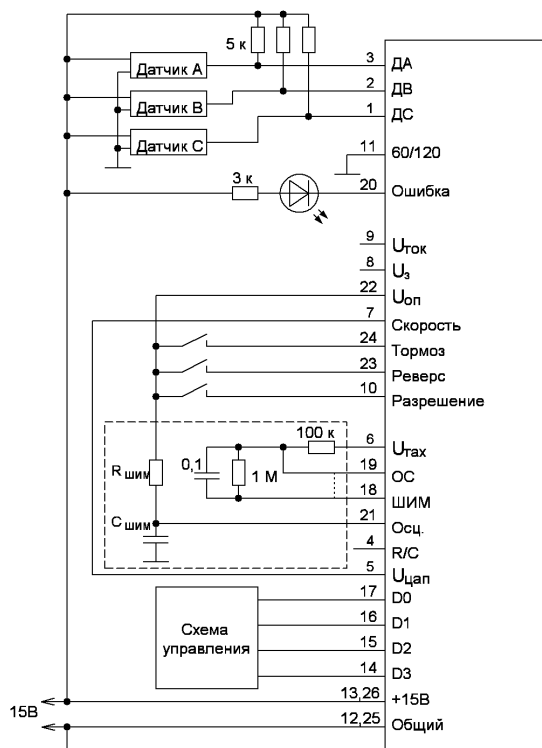 5 к
Датчик А
3
ДА
2
ДВ
Датчик В
1
ДС
Датчик С
11
60/120
3 к
20
Ошибка
9
Uток
8
Uз
22
Uоп
7
Скорость
24
Тормоз
23
Реверс
10
Разрешение
100 к
6
Uтах
R шим
0,1
1 М
19
ОС
18
ШИМ
C шим
21
Осц.
4
R/C
5
Uцап
17
D0
Схема
управления
16
D1
15
D2
14
D3
13,26
+15В
15В
12,25
Общий